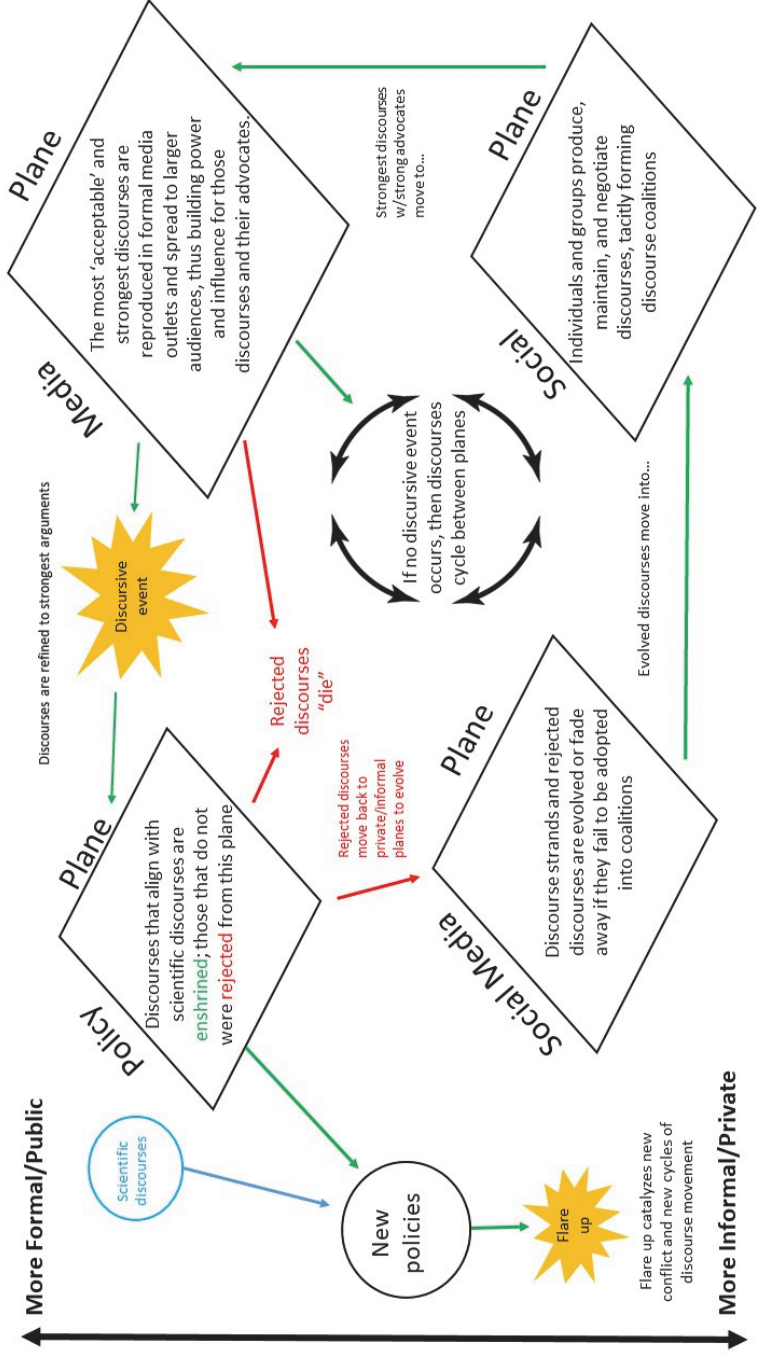 More Formal/Public
Scientific
discourses
Policy
Plane
Discourses that align with
scientific discourses are
enshrined; those that do not
were rejected from this plane
Discourses are refined to strongest arguments
Discursive
event
Media
Plane
The most ‘acceptable’ and
strongest discourses are
reproduced in formal media
outlets and spread to larger
audiences, thus building power
and influence for those
discourses and their advocates.
New
policies
Rejected
discourses
“die”
Rejected discourses
move back to
private/informal
planes to evolve
If no discursive event
occurs, then discourses
cycle between planes
Strongest discourses
w/strong advocates
move to...
Flare
up
Flare up catalyzes new
conflict and new cycles of
discourse movement
Social Media
Plane
Discourse strands and rejected
discourses are evolved or fade
away if they fail to be adopted
into coalitions
Evolved discourses move into...
Social
Plane
Individuals and groups produce,
maintain, and negotiate
discourses, tacitly forming
discourse coalitions
More Informal/Private